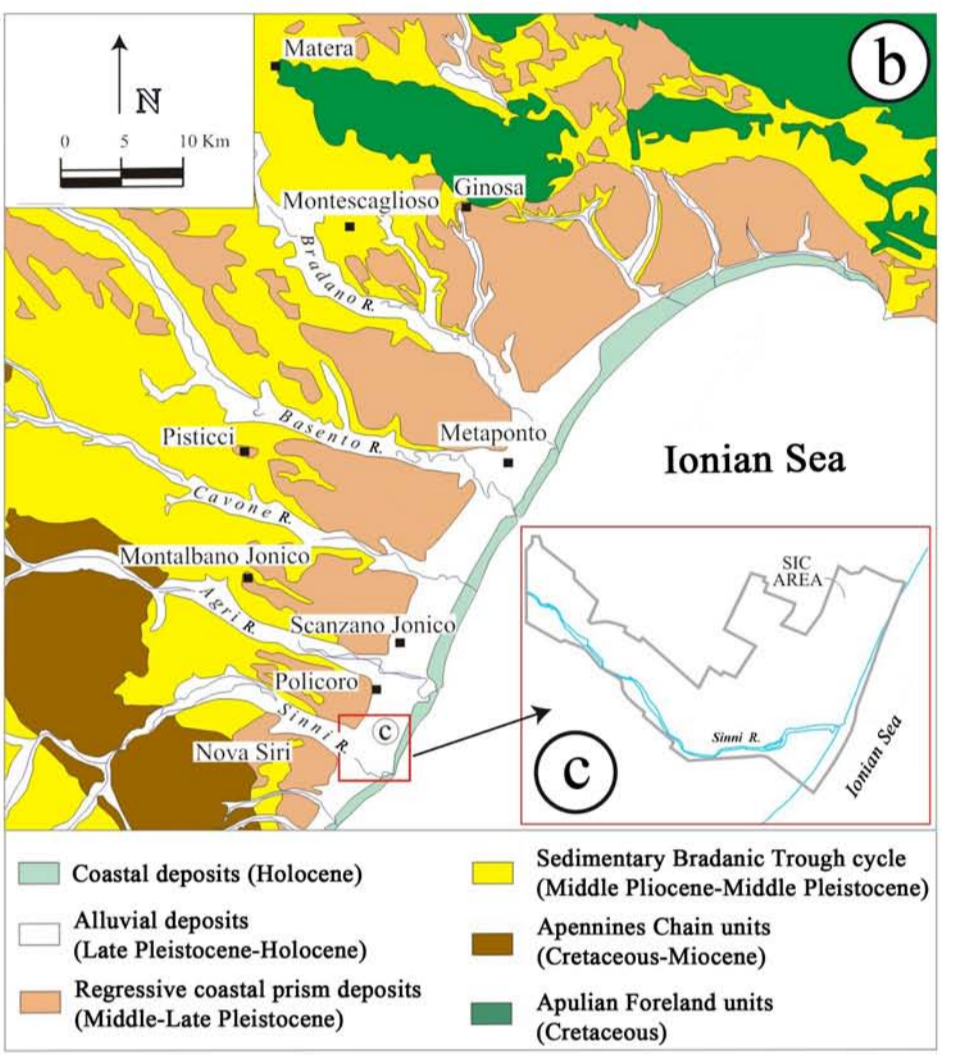 b
Matera
N
0 5 10 Km
Montescaglioso
Ginosa
Bradano R.
Basento R.
Metaponto
Pisticci
Ionian Sea
Cavone R.
Montalbano Jonico
SIC
AREA
Agri R.
Scanzano Jonico
Policoro
Sinni R.
c
Nova Siri
Sinni R.
Ionian Sea
c
Coastal deposits (Holocene)
Alluvial deposits
(Late Pleistocene-Holocene)
Regressive coastal prism deposits
(Middle-Late Pleistocene)
Sedimentary Bradanic Trough cycle
(Middle Pliocene-Middle Pleistocene)
Apennines Chain units
(Cretaceous-Miocene)
Apulian Foreland units
(Cretaceous)